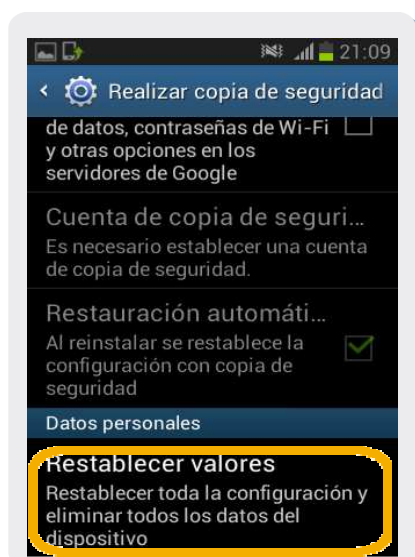 21:09
Realizar copia de seguridad
de datos, contraseñas de Wi-Fi
y otras opciones en los
servidores de Google
Cuenta de copia de seguri...
Es necesario establecer una cuenta
de copia de seguridad.
Restauración automáti...
Al reinstalar se restablece la
configuración con copia de
seguridad
Datos personales
Restablecer valores
Restablecer toda la configuración y
eliminar todos los datos del
dispositivo